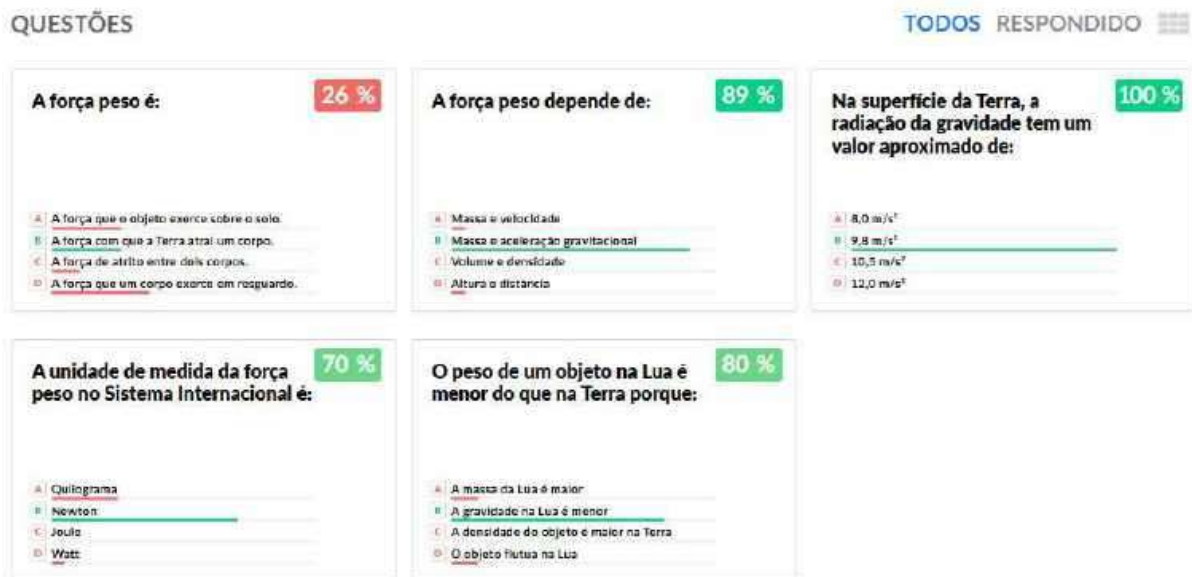 QUESTÕES
TODOS RESPONDIDO
A força peso é:
26 %
A A força que o objeto exerce sobre o solo.
B A força com que a Terra atrai um corpo.
C A força de atrito entre dois corpos.
D A força que um corpo exerce em resguardo.
A força peso depende de:
89 %
A Massa e velocidade
B Massa e aceleração gravitacional
C Volume e densidade
D Altura e distância
Na superfície da Terra, a
radiação da gravidade tem um
valor aproximado de:
100 %
A 8,0 m/s²
B 9,8 m/s²
C 10,5 m/s²
D 12,0 m/s²
A unidade de medida da força
peso no Sistema Internacional é:
70 %
A Quilograma
B Newton
C Joule
D Watt
O peso de um objeto na Lua é
menor do que na Terra porque:
80 %
A A massa da Lua é maior
B A gravidade na Lua é menor
C A densidade do objeto é maior na Terra
D O objeto flutua na Lua